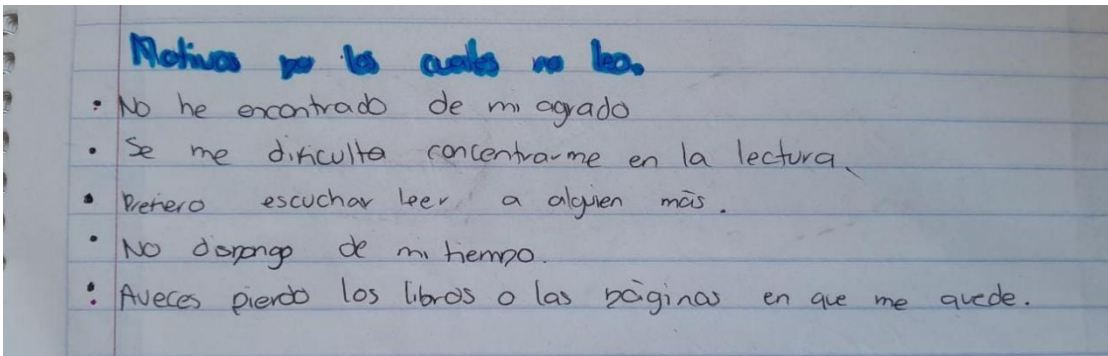 Motivos por los cuales no leo.
• No he encontrado de mi agrado
• Se me dificulta concentrarme en la lectura.
• Prefiero escuchar leer a alguien más.
• No dispongo de mi tiempo.
• Aveces pierdo los libros o las páginas en que me quede.